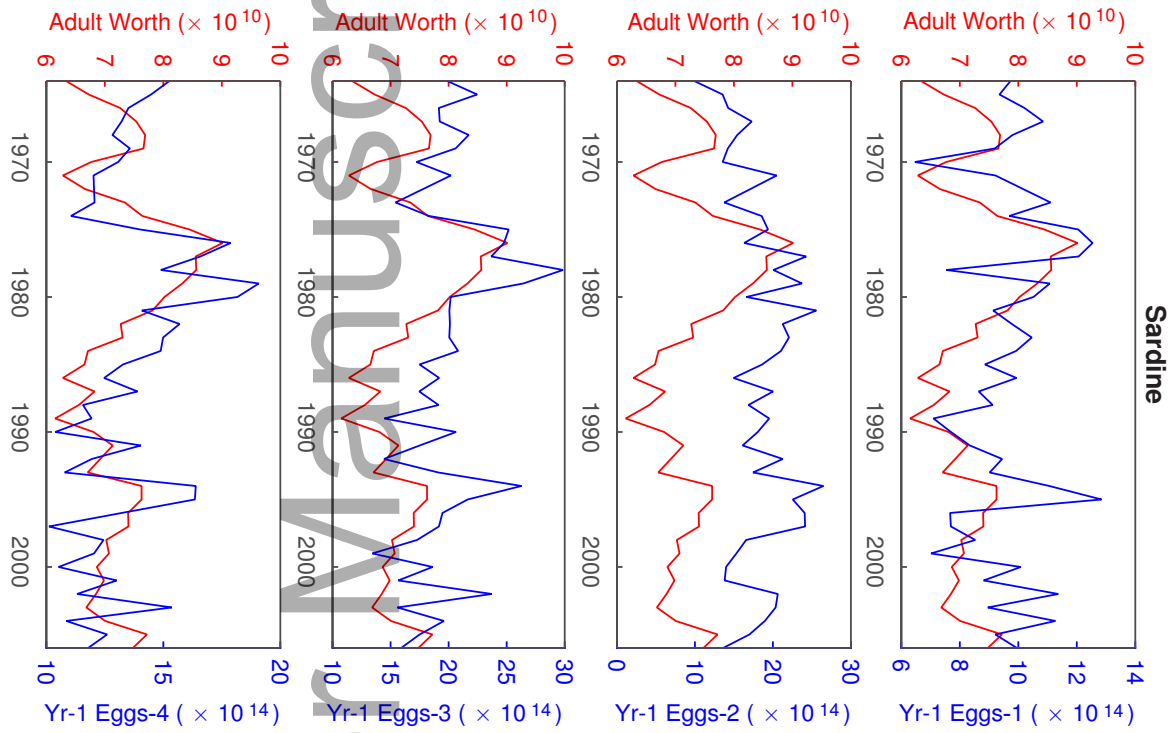 Sardine
Adult Worth (× 10 10)
10
9
8
7
6
Yr-1 Eggs-1 ( × 10 14)
14
12
10
8
6
1970 1980 1990 2000
Adult Worth (× 10 10)
10
9
8
7
6
Yr-1 Eggs-2 ( × 10 14)
30
20
10
0
1970 1980 1990 2000
Adult Worth (× 10 10)
10
9
8
7
6
Yr-1 Eggs-3 ( × 10 14)
30
25
20
15
10
1970 1980 1990 2000
Adult Worth (× 10 10)
10
9
8
7
6
Yr-1 Eggs-4 ( × 10 14)
20
15
10
1970 1980 1990 2000
r Manuscr